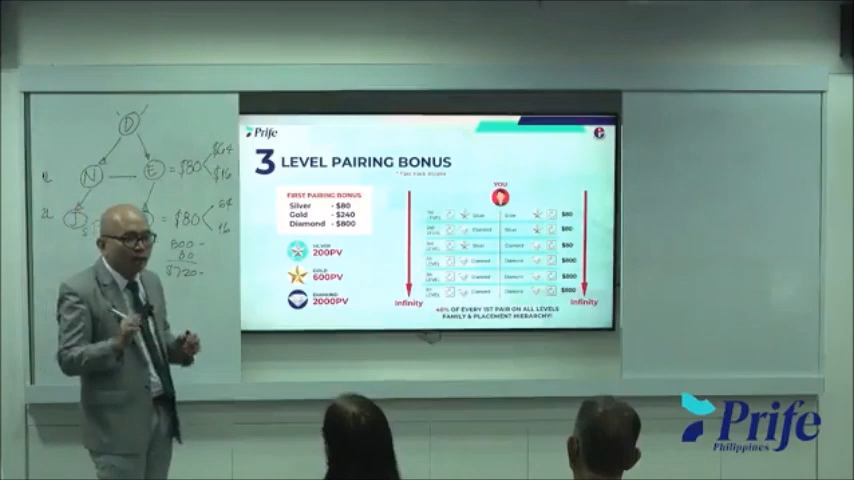 D
N
E
= $80
$64
$16
1L
2L
= $80
64
16
800 -
80
$720 -
Prife
3 LEVEL PAIRING BONUS
FIRST PAIRING BONUS
Silver - $80
Gold - $240
Diamond - $800
SILVER
200PV
GOLD
600PV
DIAMOND
2000PV
YOU
Silver Silver $80
Diamond Silver $80
Silver Diamond $80
Diamond Diamond $800
Diamond Diamond $800
Diamond Diamond $800
Infinity
Infinity
40% OF EVERY 1ST PAIR ON ALL LEVELS
FAMILY & PLACEMENT HIERARCHY!
Prife
Philippines